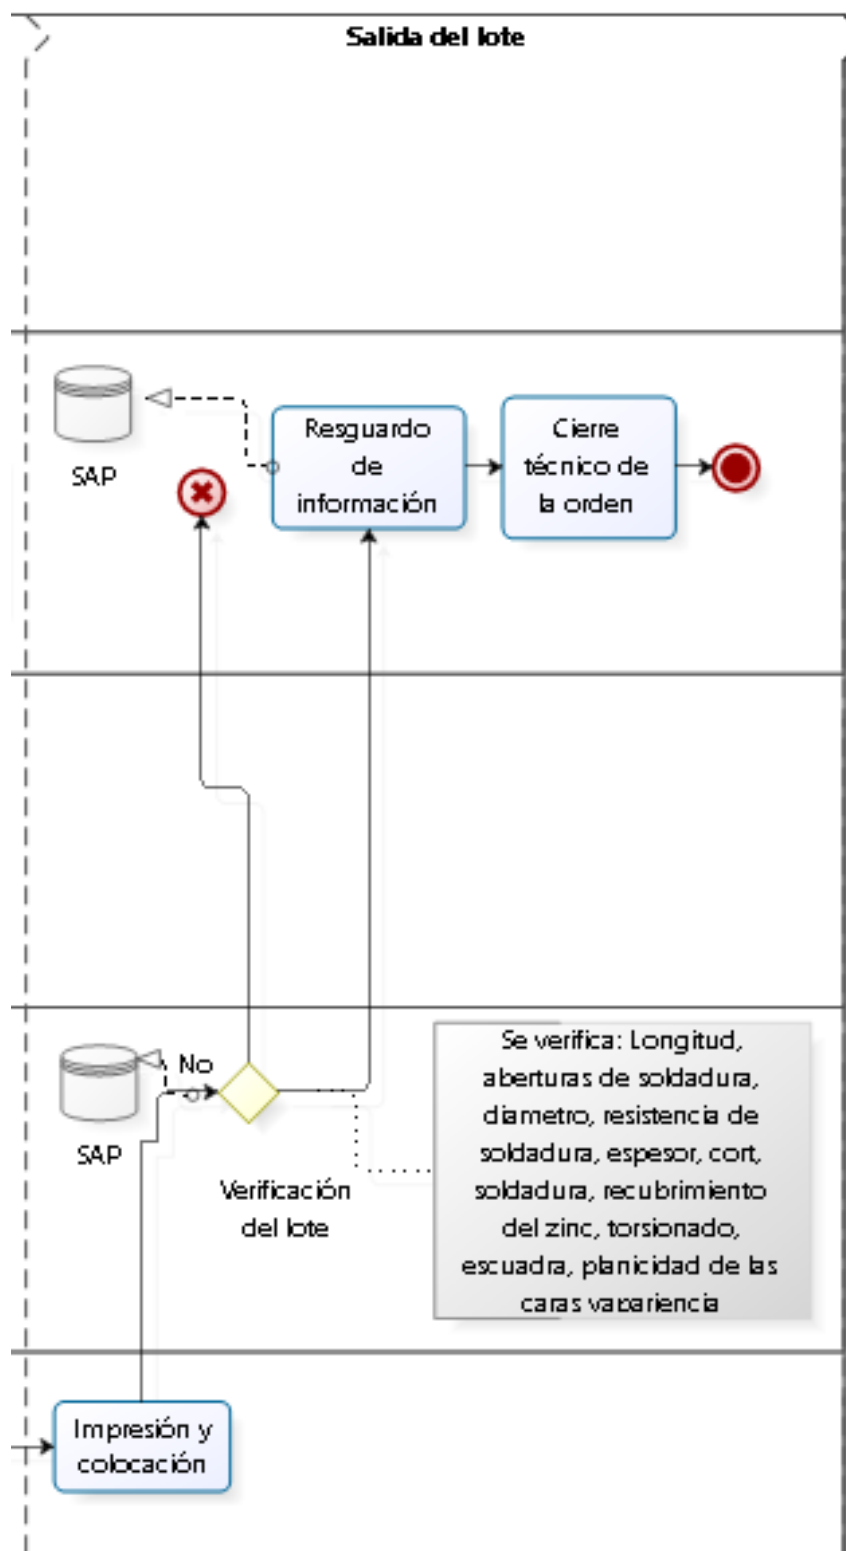 Salida del lote
SAP
Resguardo
de
información
Cierre
técnico de
la orden
SAP
No
Verificación
del lote
Se verifica: Longitud,
aberturas de soldadura,
diametro, resistencia de
soldadura, espesor, cort,
soldadura, recubrimiento
del zinc, torsionado,
escuadra, planicidad de las
caras yapariencia
Impresión y
colocación